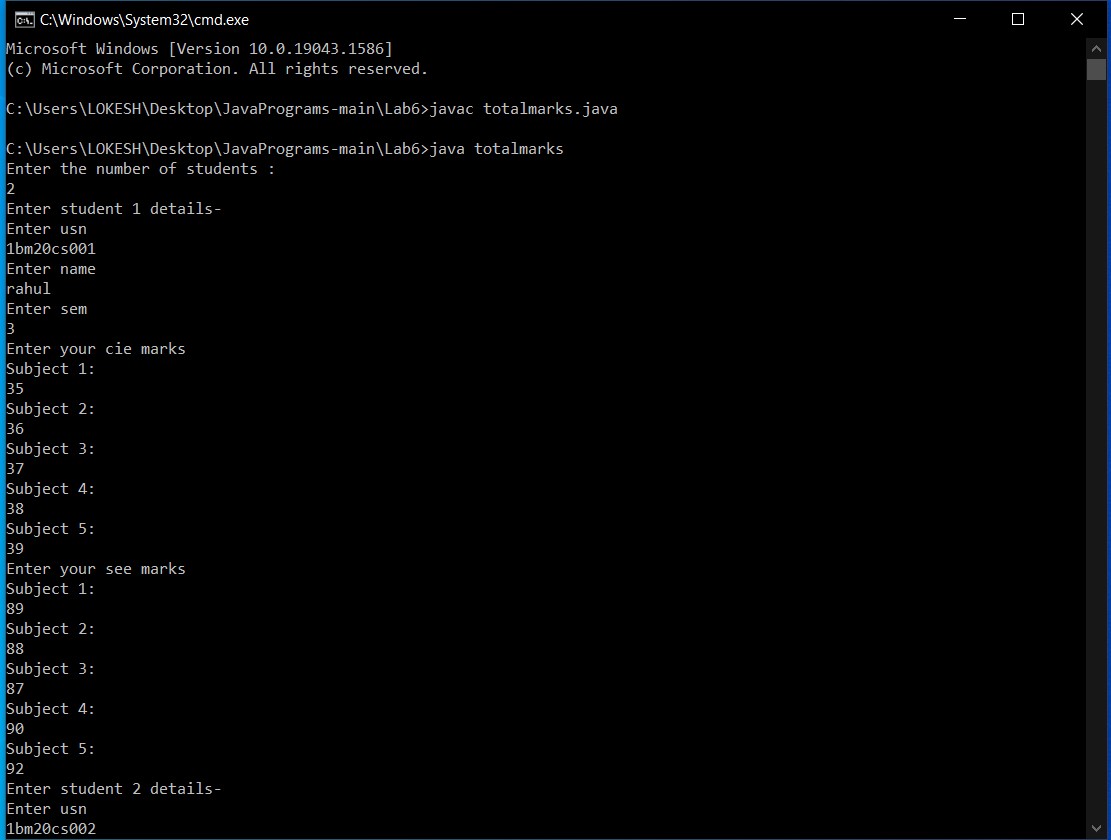 C:\Windows\System32\cmd.exe
Microsoft Windows [Version 10.0.19043.1586]
(c) Microsoft Corporation. All rights reserved.
C:\Users\LOKESH\Desktop\JavaPrograms-main\Lab6>javac totalmarks.java
C:\Users\LOKESH\Desktop\JavaPrograms-main\Lab6>java totalmarks
Enter the number of students :
2
Enter student 1 details-
Enter usn
1bm20cs001
Enter name
rahul
Enter sem
3
Enter your cie marks
Subject 1:
35
Subject 2:
36
Subject 3:
37
Subject 4:
38
Subject 5:
39
Enter your see marks
Subject 1:
89
Subject 2:
88
Subject 3:
87
Subject 4:
90
Subject 5:
92
Enter student 2 details-
Enter usn
1bm20cs002